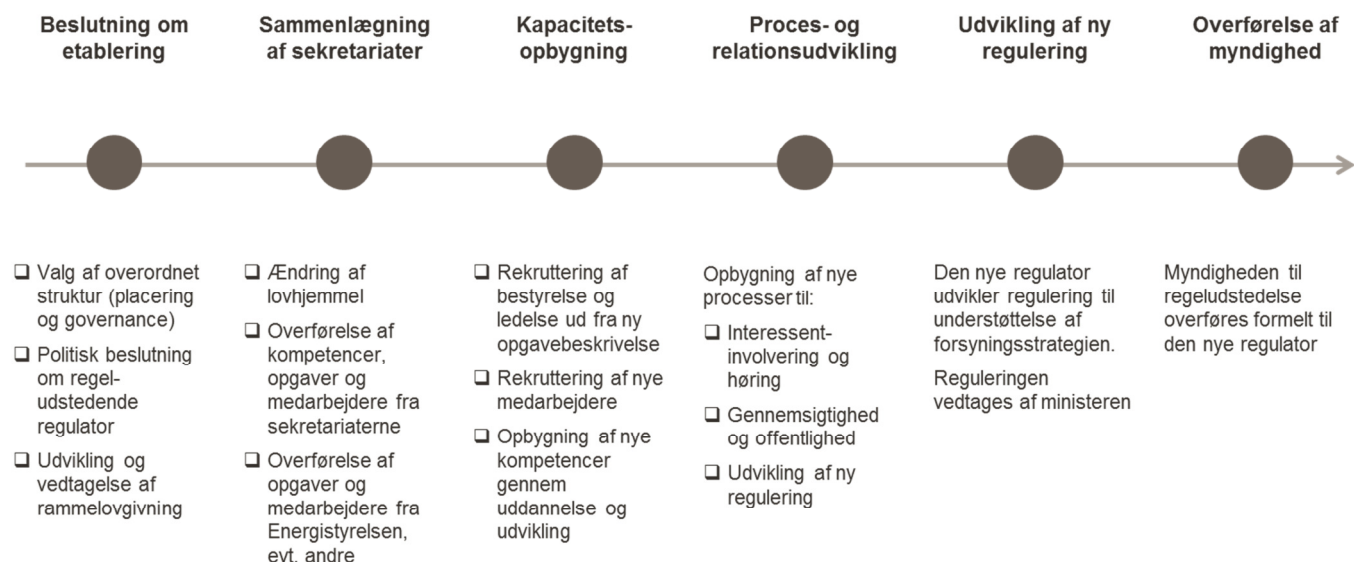 Beslutning om
etablering
Sammenlægning
af sekretariater
Kapacitets-
opbygning
Proces- og
relationsudvikling
Udvikling af ny
regulering
Overførelse af
myndighed
❑ Valg af overordnet
struktur (placering
og governance)
❑ Politisk beslutning
om regel-
udstedende
regulator
❑ Udvikling og
vedtagelse af
rammelovgivning
❑ Ændring af
lovhjemmel
❑ Overførelse af
kompetencer,
opgaver og
medarbejdere fra
sekretariaterne
❑ Overførelse af
opgaver og
medarbejdere fra
Energistyrelsen,
evt. andre
❑ Rekruttering af
bestyrelse og
ledelse ud fra ny
opgavebeskrivelse
❑ Rekruttering af nye
medarbejdere
❑ Opbygning af nye
kompetencer
gennem
uddannelse og
udvikling
Opbygning af nye
processer til:
❑ Interessent-
involvering og
høring
❑ Gennemsigtighed
og offentlighed
❑ Udvikling af ny
regulering
Den nye regulator
udvikler regulering til
understøttelse af
forsyningsstrategien.
Reguleringen
vedtages af ministeren
Myndigheden til
regeludstedelse
overføres formelt til
den nye regulator